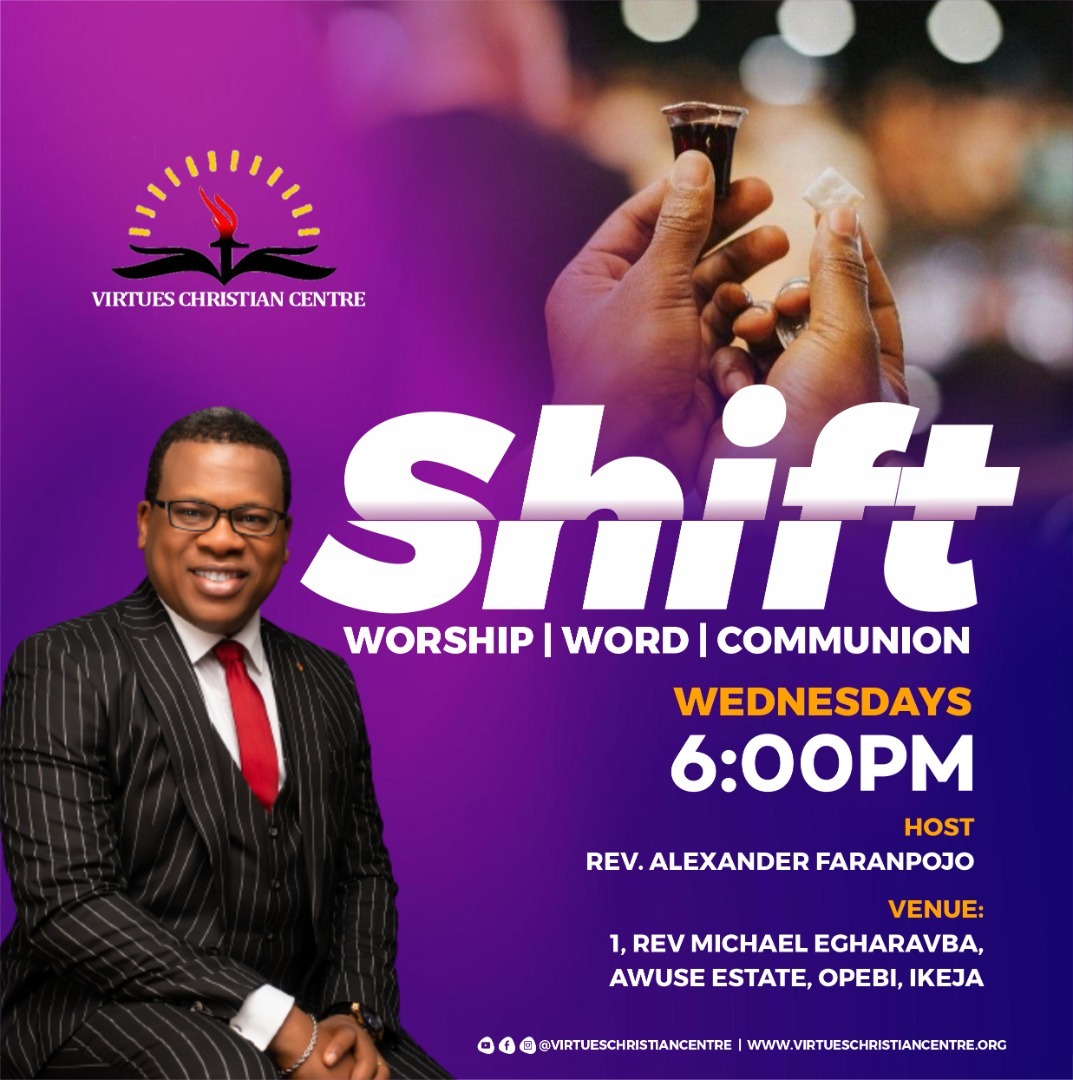 VIRTUES CHRISTIAN CENTRE
Shift
WORSHIP | WORD | COMMUNION
WEDNESDAYS
6:00PM
HOST
REV. ALEXANDER FARANPOJO
VENUE:
1, REV MICHAEL EGHARAVBA,
AWUSE ESTATE, OPEBI, IKEJA
@VIRTUESCHRISTIANCENTRE | WWW.VIRTUESCHRISTIANCENTRE.ORG